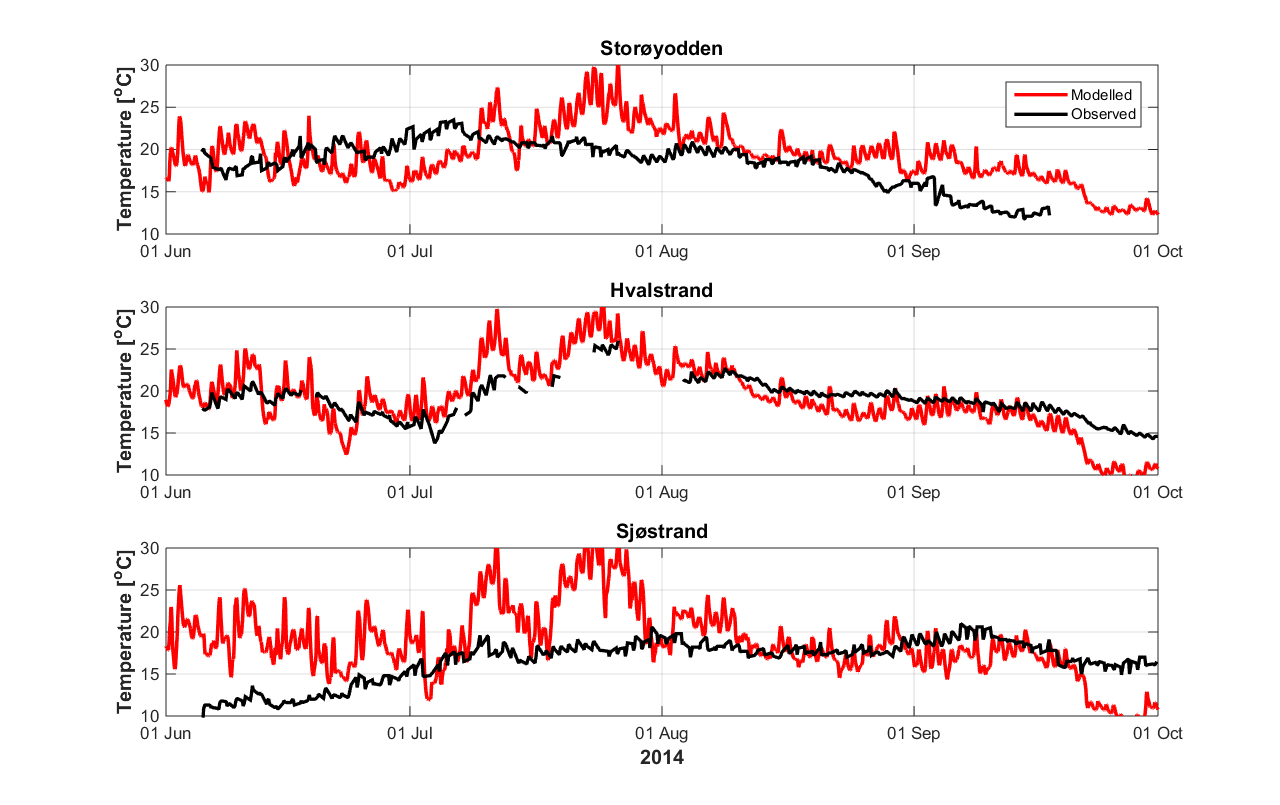 Storøyodden
Temperature [°C]
30
25
20
15
10
Modelled
Observed
01 Jun
01 Jul
01 Aug
01 Sep
01 Oct
Hvalstrand
Temperature [°C]
30
25
20
15
10
01 Jun
01 Jul
01 Aug
01 Sep
01 Oct
Sjøstrand
Temperature [°C]
30
25
20
15
10
01 Jun
01 Jul
01 Aug
01 Sep
01 Oct
2014